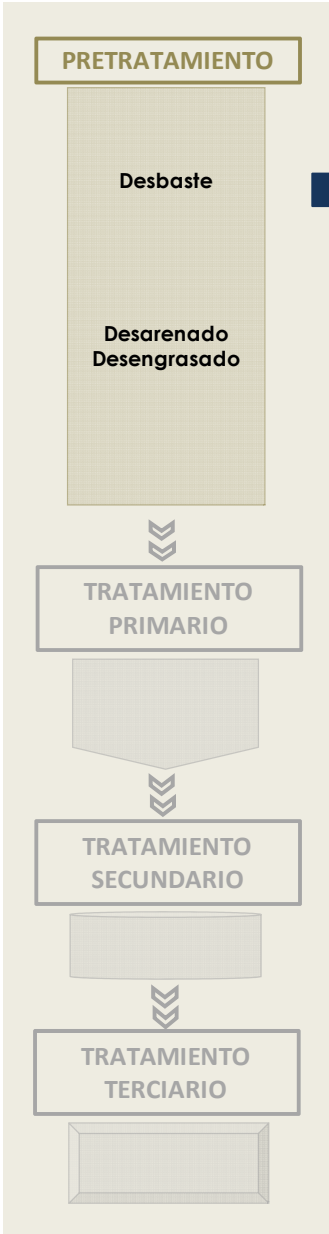 PRETRATAMIENTO
Desbaste
Desarenado
Desengrasado
TRATAMIENTO
PRIMARIO
TRATAMIENTO
SECUNDARIO
TRATAMIENTO
TERCIARIO